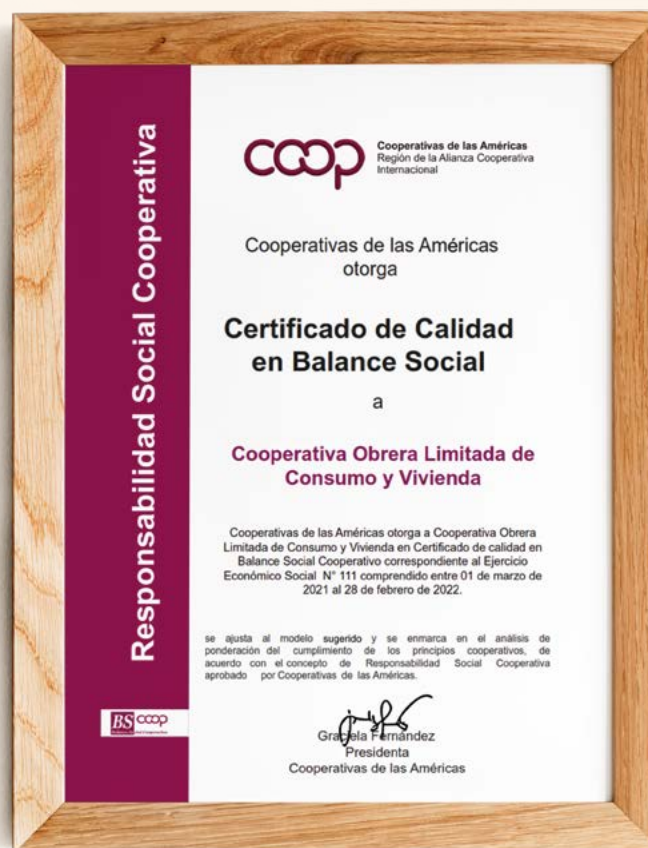 Responsabilidad Social Cooperativa
coop
Cooperativas de las Américas
Región de la Alianza Cooperativa
Internacional
Cooperativas de las Américas
otorga
Certificado de Calidad
en Balance Social
a
Cooperativa Obrera Limitada de
Consumo y Vivienda
Cooperativas de las Américas otorga a Cooperativa Obrera
Limitada de Consumo y Vivienda en Certificado de calidad en
Balance Social Cooperativo correspondiente al Ejercicio
Económico Social N° 111 comprendido entre 01 de marzo de
2021 al 28 de febrero de 2022.
se ajusta al modelo sugerido y se enmarca en el análisis de
ponderación del cumplimiento de los principios cooperativos, de
acuerdo con el concepto de Responsabilidad Social Cooperativa
aprobado por Cooperativas de las Américas.
Graciela Fernández
Presidenta
Cooperativas de las Américas
BS coop